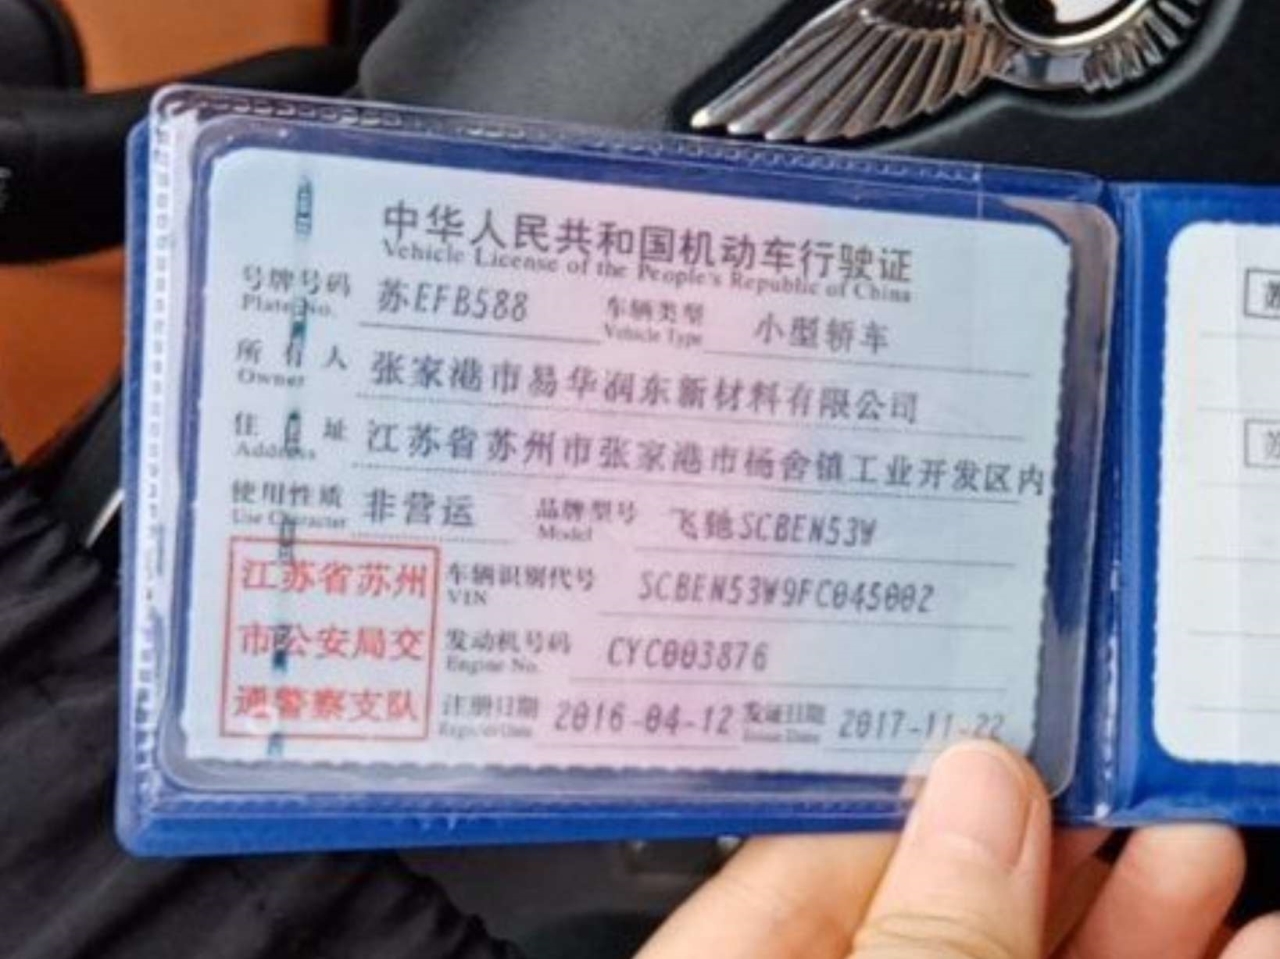 中华人民共和国机动车行驶证
Vehicle License of the People's Republic of China
号牌号码 苏EFB588 车辆类型 小型轿车
Plate No. Vehicle Type
所有人 张家港市易华润东新材料有限公司
Owner
住址 江苏省苏州市张家港市杨舍镇工业开发区内
Address
使用性质 非营运 品牌型号 飞驰SCBEN53W
Use Character Model
江苏省苏州 车辆识别代号 SCBEN53W9FC045002
VIN
市公安局交 发动机号码 CYC003876
Engine No.
通警察支队 注册日期 2016-04-12 发证日期 2017-11-22
Register Date Issue Date